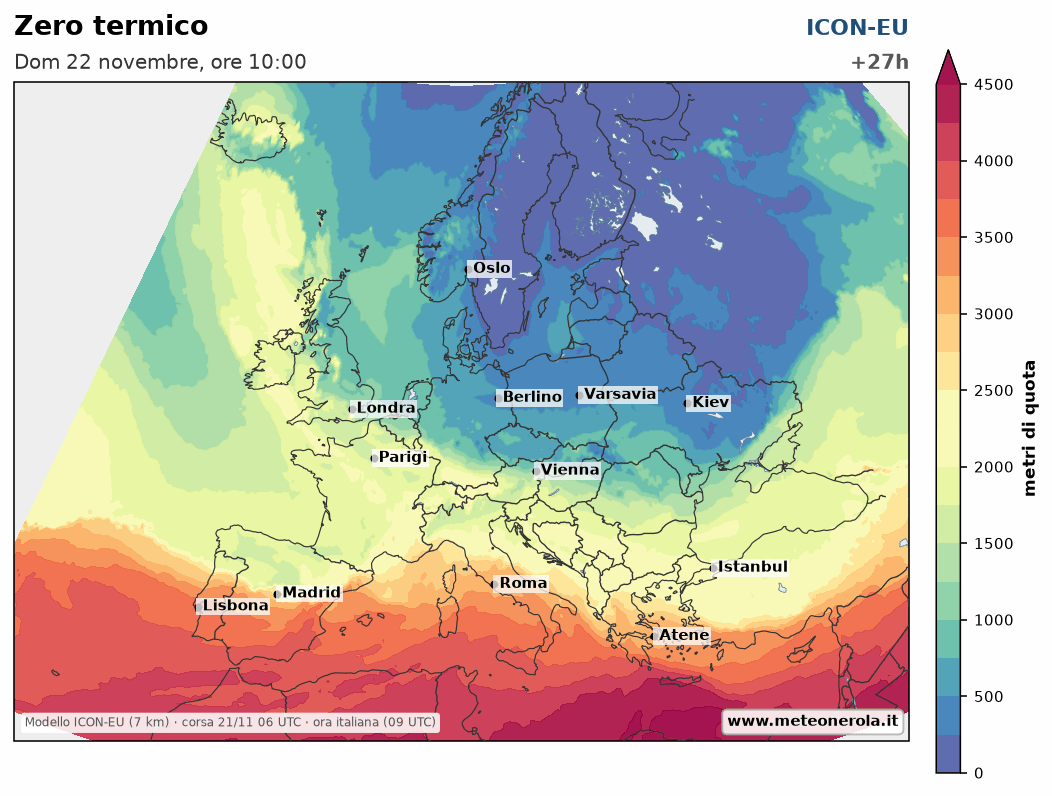 Zero termico
ICON-EU
Dom 22 novembre, ore 10:00
+27h
4500
4000
3500
3000
2500
2000
1500
1000
500
0
metri di quota
Oslo
Berlino
Varsavia
Kiev
Londra
Parigi
Vienna
Istanbul
Roma
Madrid
Lisbona
Atene
Modello ICON-EU (7 km) · corsa 21/11 06 UTC · ora italiana (09 UTC)
www.meteonerola.it